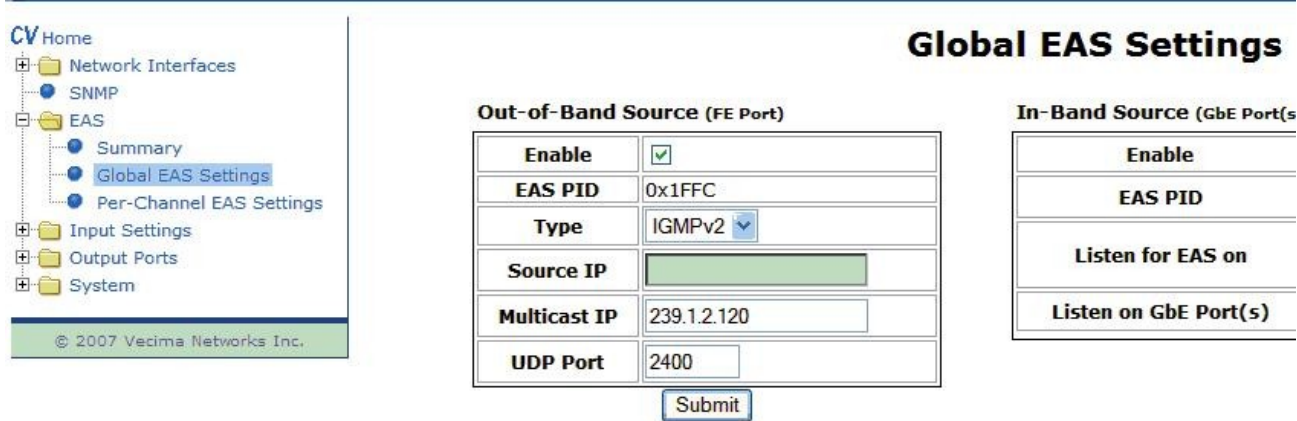 CV Home
Network Interfaces
SNMP
EAS
Summary
Global EAS Settings
Per-Channel EAS Settings
Input Settings
Output Ports
System
© 2007 Vecima Networks Inc.
Global EAS Settings
Out-of-Band Source (FE Port)
Enable
EAS PID 0x1FFC
Type IGMPv2
Source IP
Multicast IP 239.1.2.120
UDP Port 2400
Submit
In-Band Source (GbE Port(s
Enable
EAS PID
Listen for EAS on
Listen on GbE Port(s)